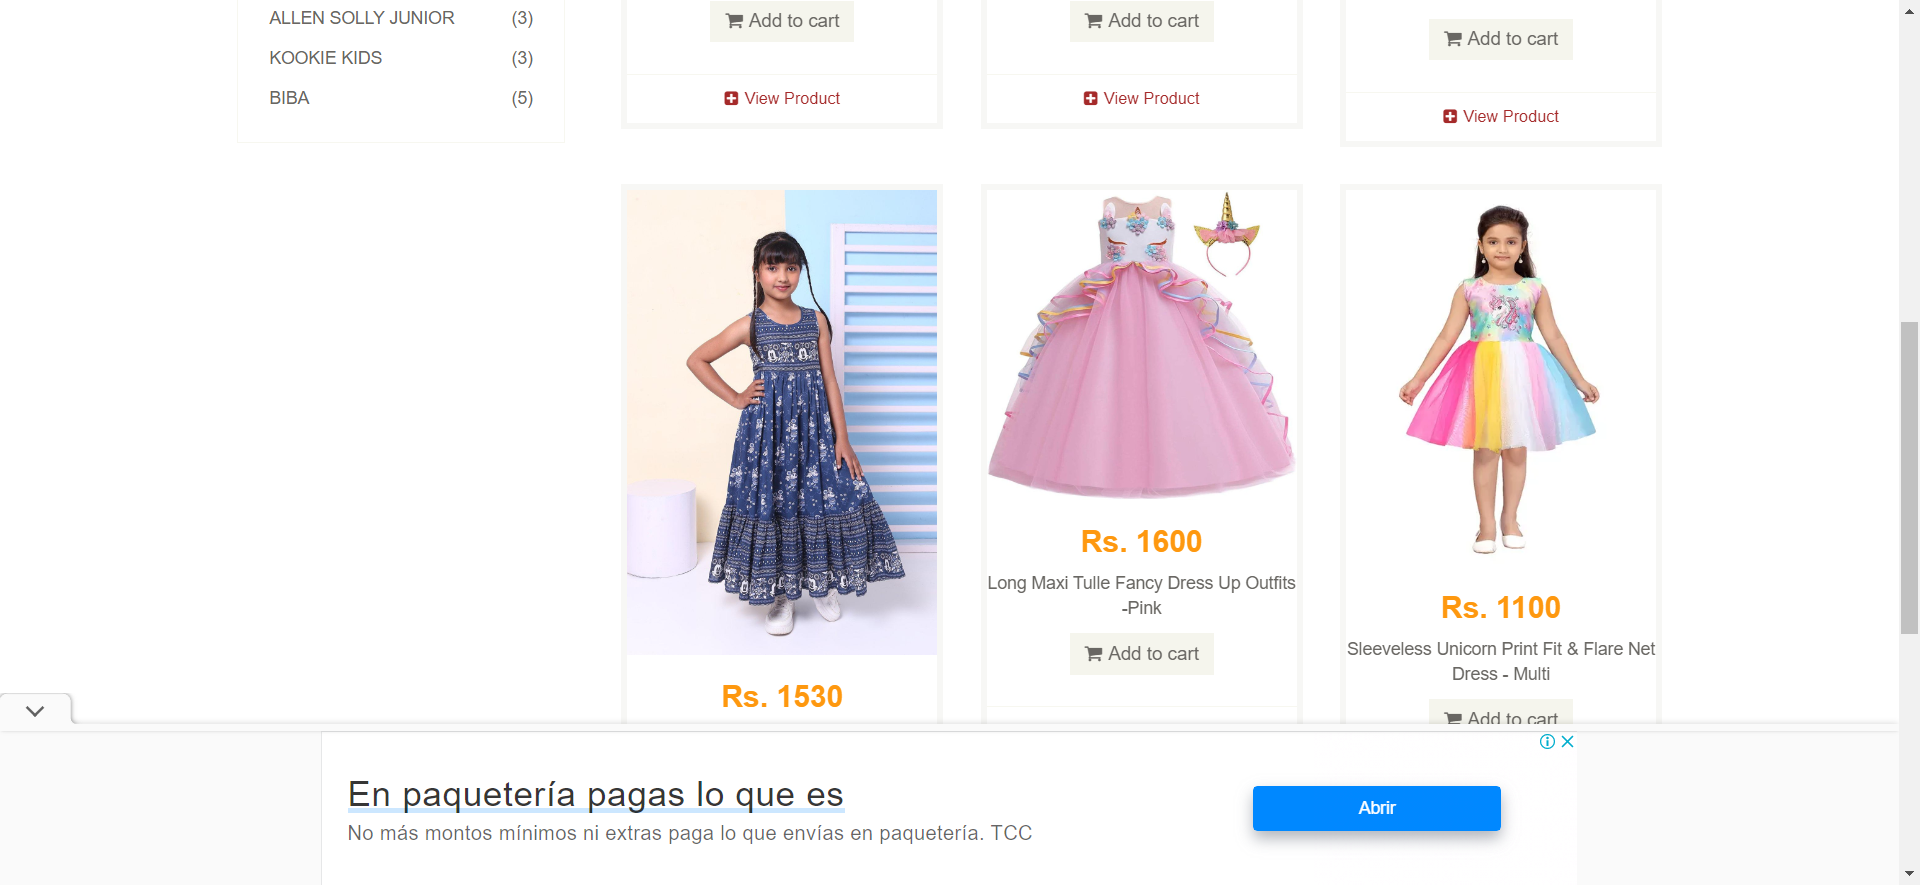 ALLEN SOLLY JUNIOR (3)
KOOKIE KIDS (3)
BIBA (5)
Add to cart
Add to cart
Add to cart
View Product
View Product
View Product
Rs. 1530
Rs. 1600
Long Maxi Tulle Fancy Dress Up Outfits
-Pink
Add to cart
Rs. 1100
Sleeveless Unicorn Print Fit & Flare Net
Dress - Multi
Add to cart
En paquetería pagas lo que es
No más montos mínimos ni extras paga lo que envías en paquetería. TCC
Abrir